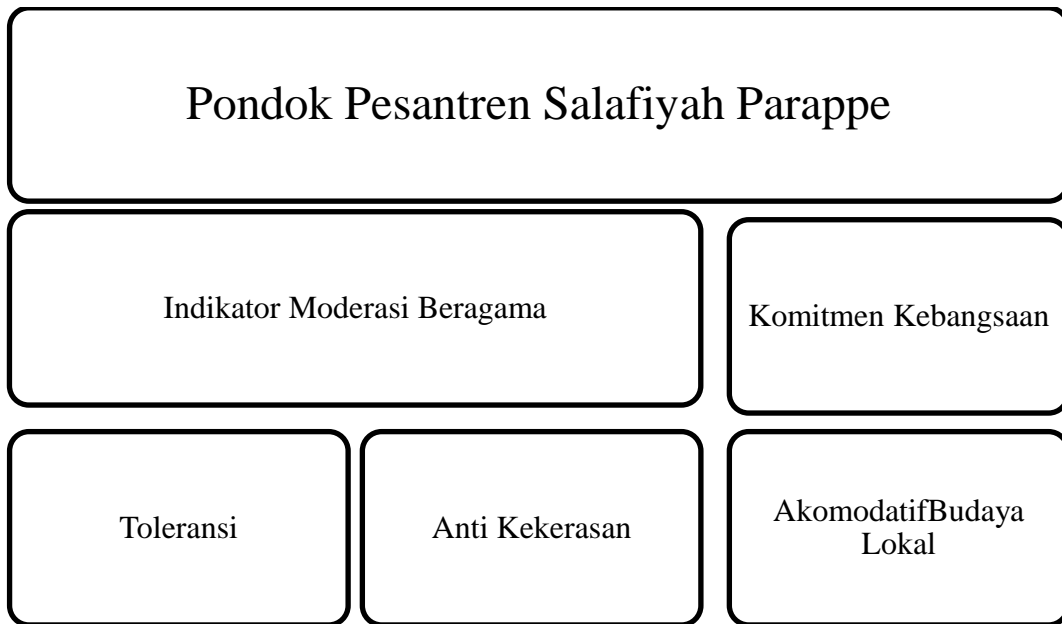 Pondok Pesantren Salafiyah Parappe
Indikator Moderasi Beragama
Komitmen Kebangsaan
Toleransi
Anti Kekerasan
AkomodatifBudaya
Lokal